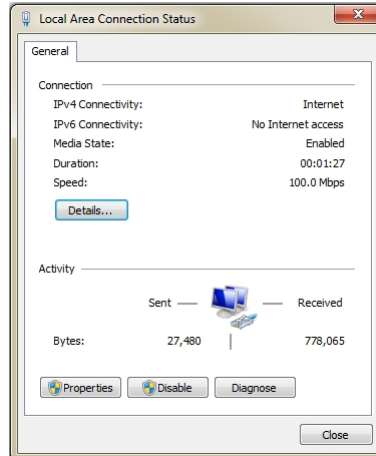 Local Area Connection Status
General
Connection
IPv4 Connectivity: Internet
IPv6 Connectivity: No Internet access
Media State: Enabled
Duration: 00:01:27
Speed: 100.0 Mbps
Details...
Activity
Sent Received
Bytes: 27,480 778,065
Properties Disable Diagnose
Close